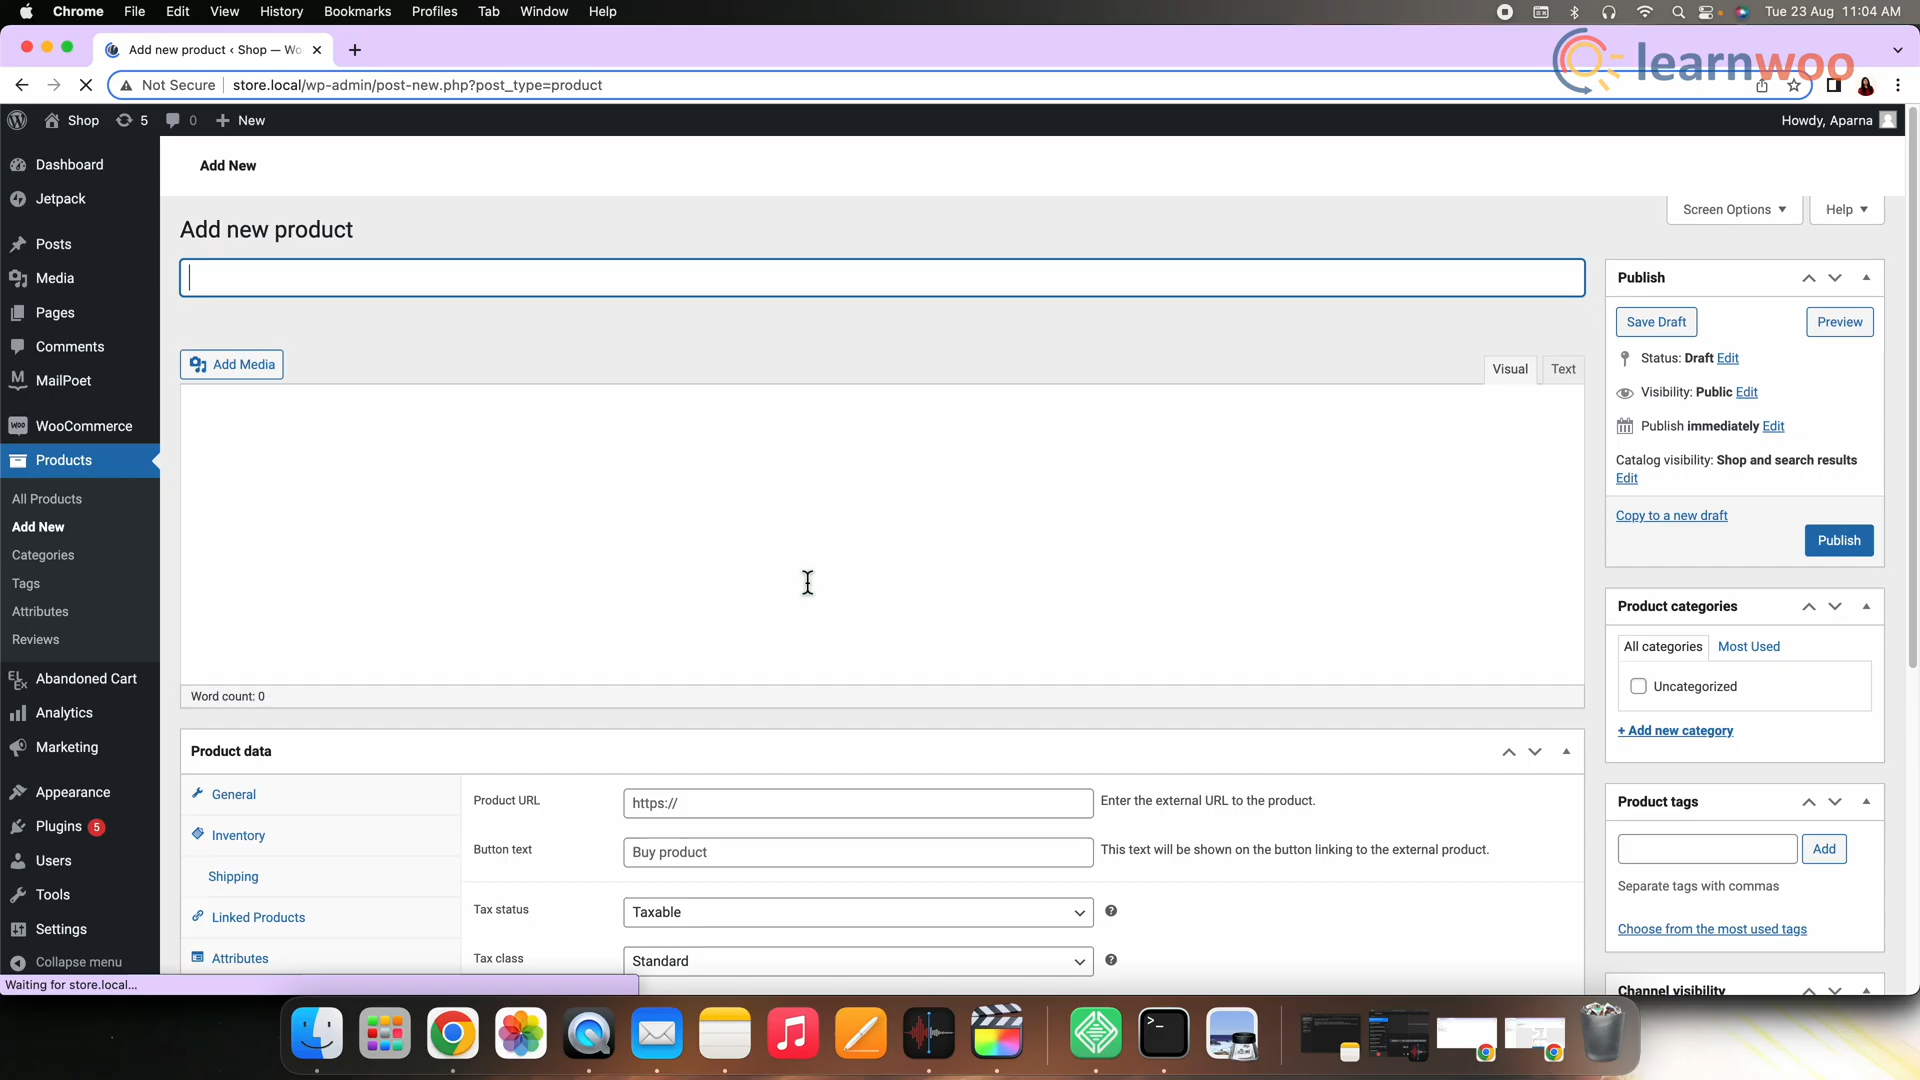 Chrome File Edit View History Bookmarks Profiles Tab Window Help
Tue 23 Aug 11:04 AM
Add new product ‹ Shop — Wo
learnwoo
Not Secure store.local/wp-admin/post-new.php?post_type=product
Shop 5 0 New
Howdy, Aparna
Dashboard
Jetpack
Posts
Media
Pages
Comments
MailPoet
WooCommerce
Products
All Products
Add New
Categories
Tags
Attributes
Reviews
Abandoned Cart
Analytics
Marketing
Appearance
Plugins 5
Users
Tools
Settings
Collapse menu
Waiting for store.local...
Add New
Screen Options Help
Add new product
Add Media
Visual Text
Word count: 0
Product data
General
Inventory
Shipping
Linked Products
Attributes
Product URL https:// Enter the external URL to the product.
Button text Buy product This text will be shown on the button linking to the external product.
Tax status Taxable
Tax class Standard
Publish
Save Draft Preview
Status: Draft Edit
Visibility: Public Edit
Publish immediately Edit
Catalog visibility: Shop and search results
Edit
Copy to a new draft
Publish
Product categories
All categories Most Used
Uncategorized
+ Add new category
Product tags
Add
Separate tags with commas
Choose from the most used tags
Channel visibility